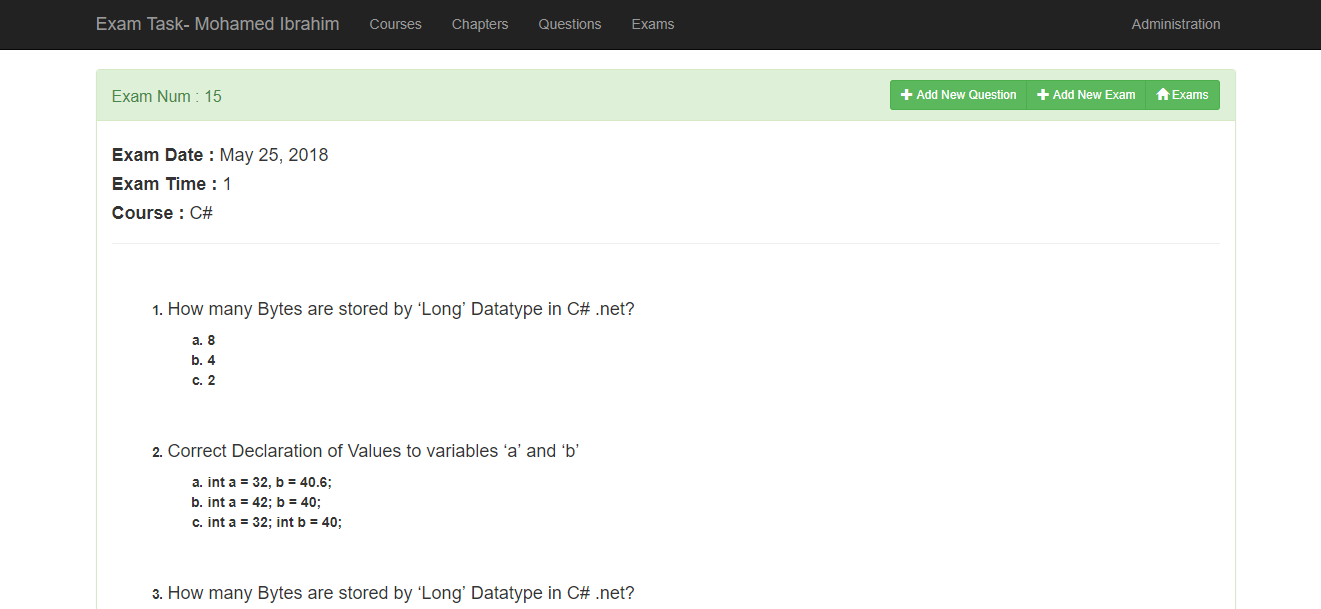 Exam Task- Mohamed Ibrahim Courses Chapters Questions Exams Administration
Exam Num : 15 Add New Question Add New Exam Exams
Exam Date : May 25, 2018
Exam Time : 1
Course : C#
1. How many Bytes are stored by ‘Long’ Datatype in C# .net?
a. 8
b. 4
c. 2
2. Correct Declaration of Values to variables ‘a’ and ‘b’
a. int a = 32, b = 40.6;
b. int a = 42; b = 40;
c. int a = 32; int b = 40;
3. How many Bytes are stored by ‘Long’ Datatype in C# .net?